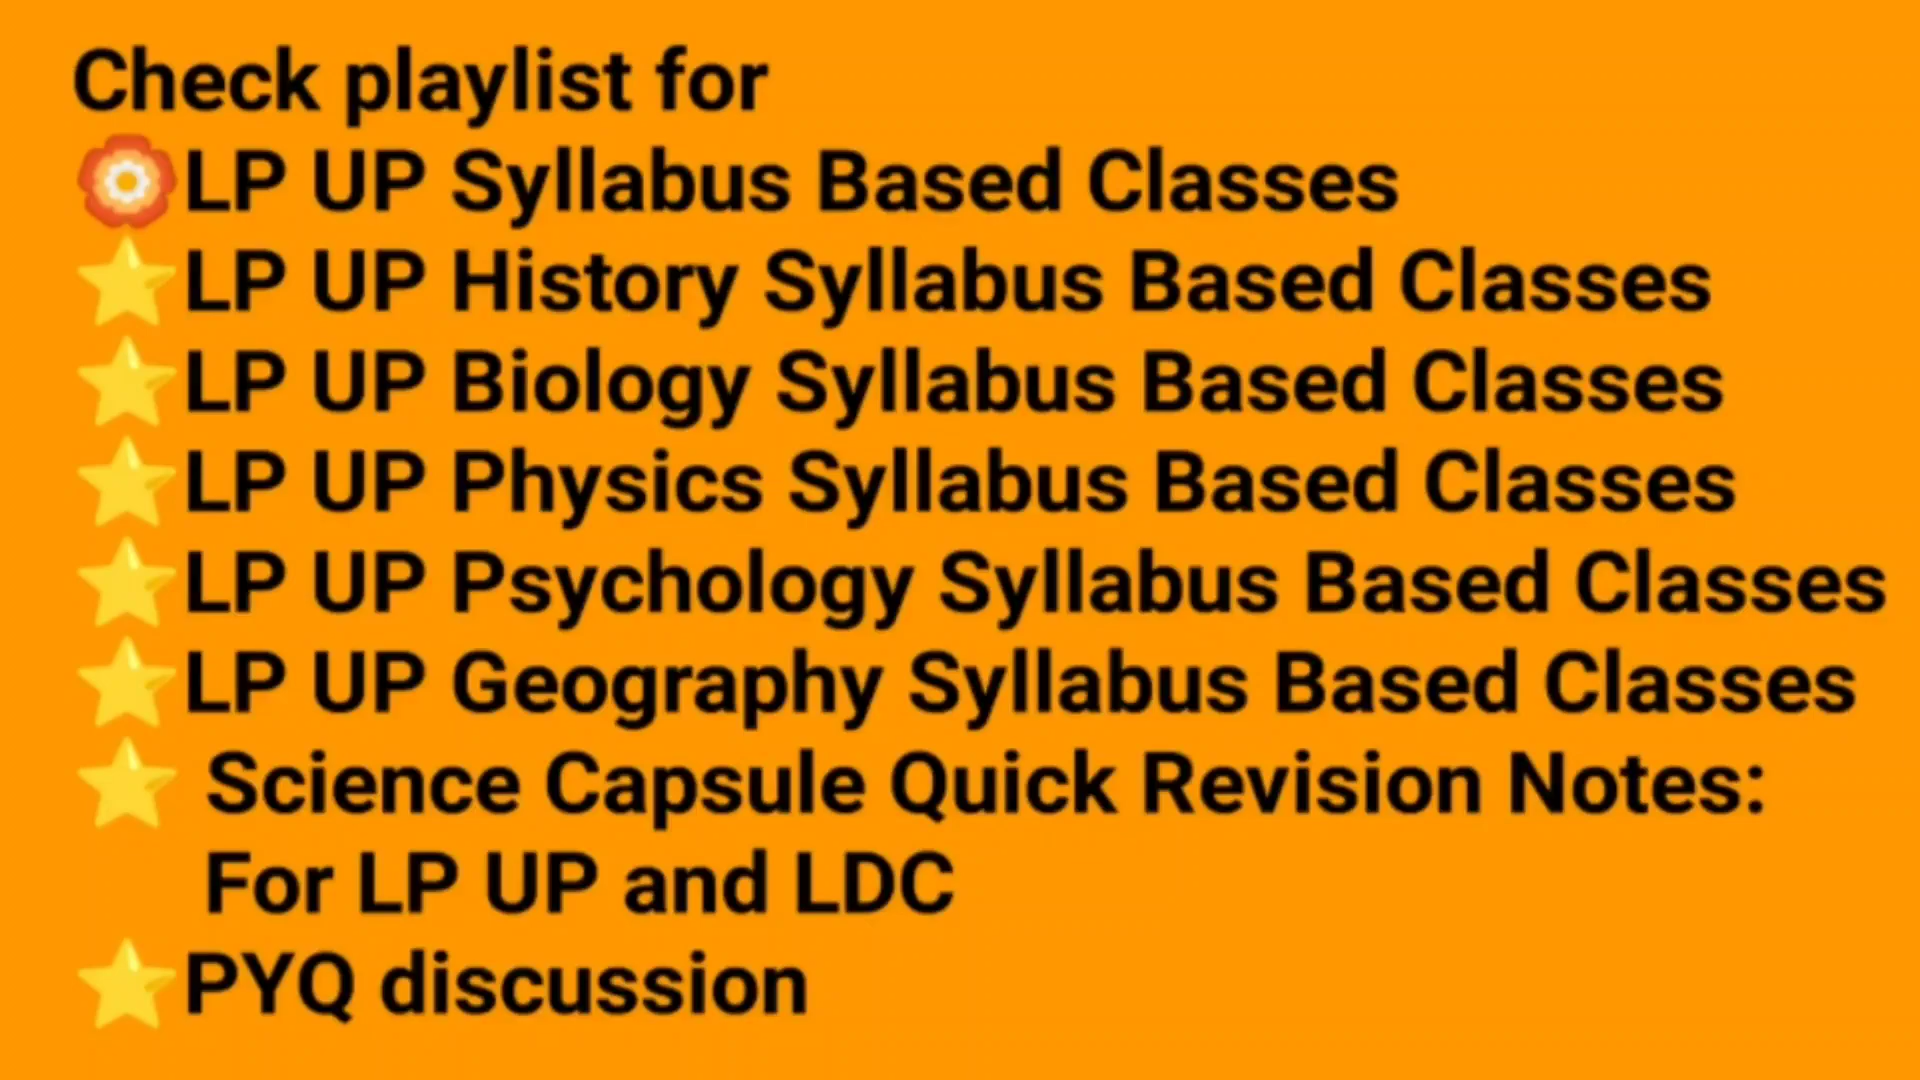 Check playlist for
🏵️LP UP Syllabus Based Classes
⭐LP UP History Syllabus Based Classes
⭐LP UP Biology Syllabus Based Classes
⭐LP UP Physics Syllabus Based Classes
⭐LP UP Psychology Syllabus Based Classes
⭐LP UP Geography Syllabus Based Classes
⭐ Science Capsule Quick Revision Notes:
For LP UP and LDC
⭐PYQ discussion